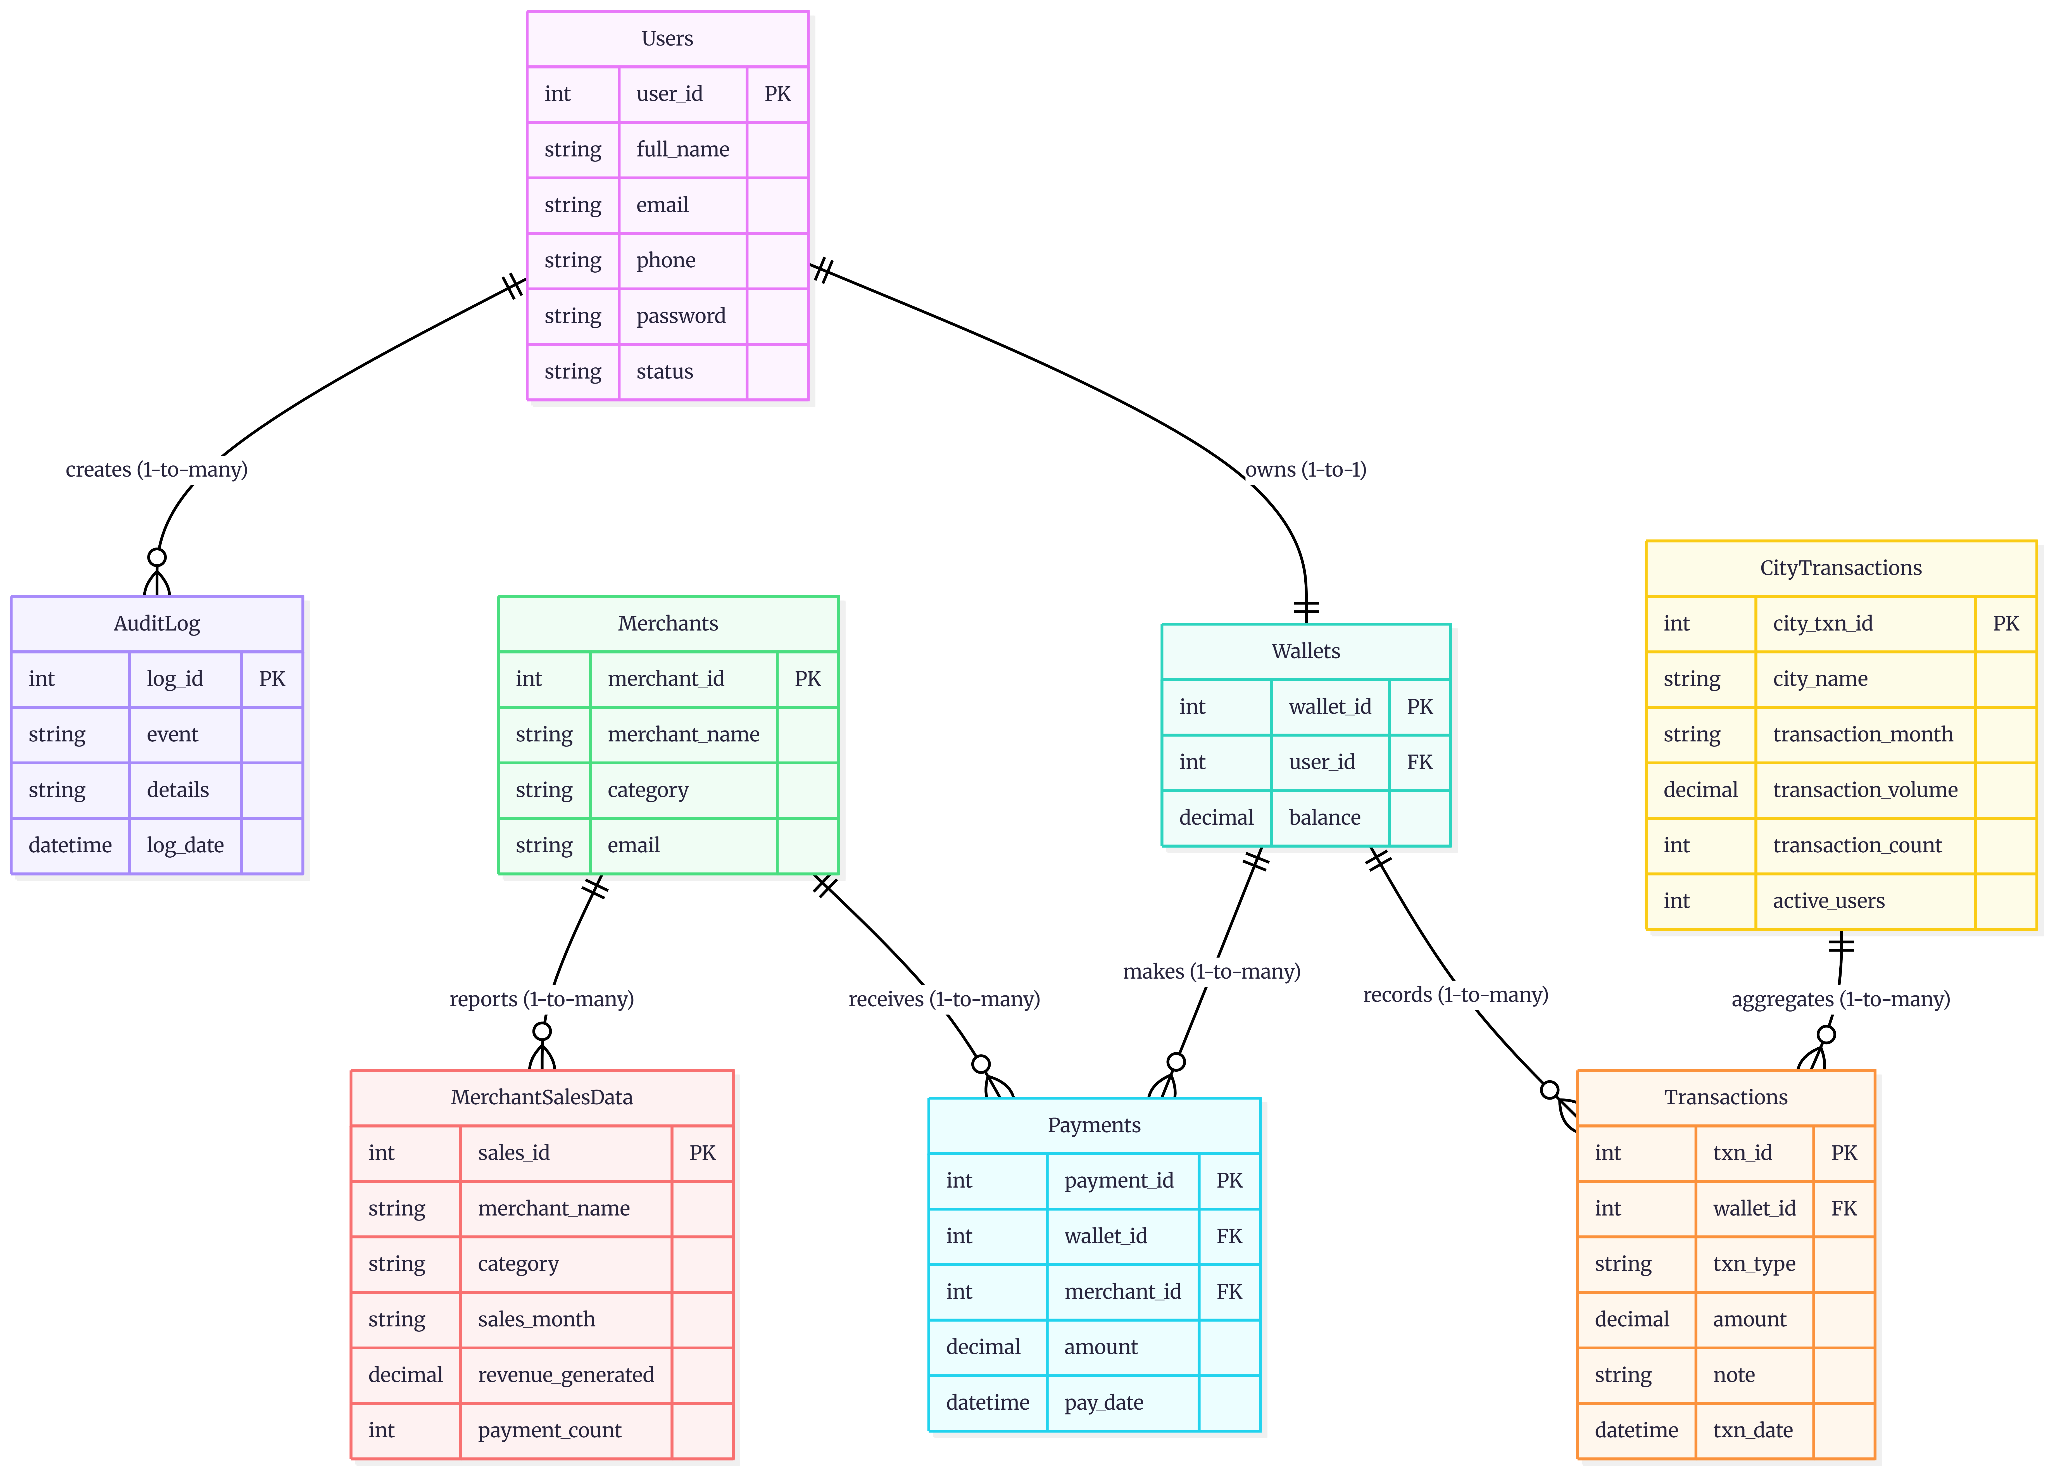 Users
int user_id PK
string full_name
string email
string phone
string password
string status
creates (1-to-many)
owns (1-to-1)
AuditLog
int log_id PK
string event
string details
datetime log_date
Merchants
int merchant_id PK
string merchant_name
string category
string email
Wallets
int wallet_id PK
int user_id FK
decimal balance
CityTransactions
int city_txn_id PK
string city_name
string transaction_month
decimal transaction_volume
int transaction_count
int active_users
reports (1-to-many)
receives (1-to-many)
makes (1-to-many)
records (1-to-many)
aggregates (1-to-many)
MerchantSalesData
int sales_id PK
string merchant_name
string category
string sales_month
decimal revenue_generated
int payment_count
Payments
int payment_id PK
int wallet_id FK
int merchant_id FK
decimal amount
datetime pay_date
Transactions
int txn_id PK
int wallet_id FK
string txn_type
decimal amount
string note
datetime txn_date